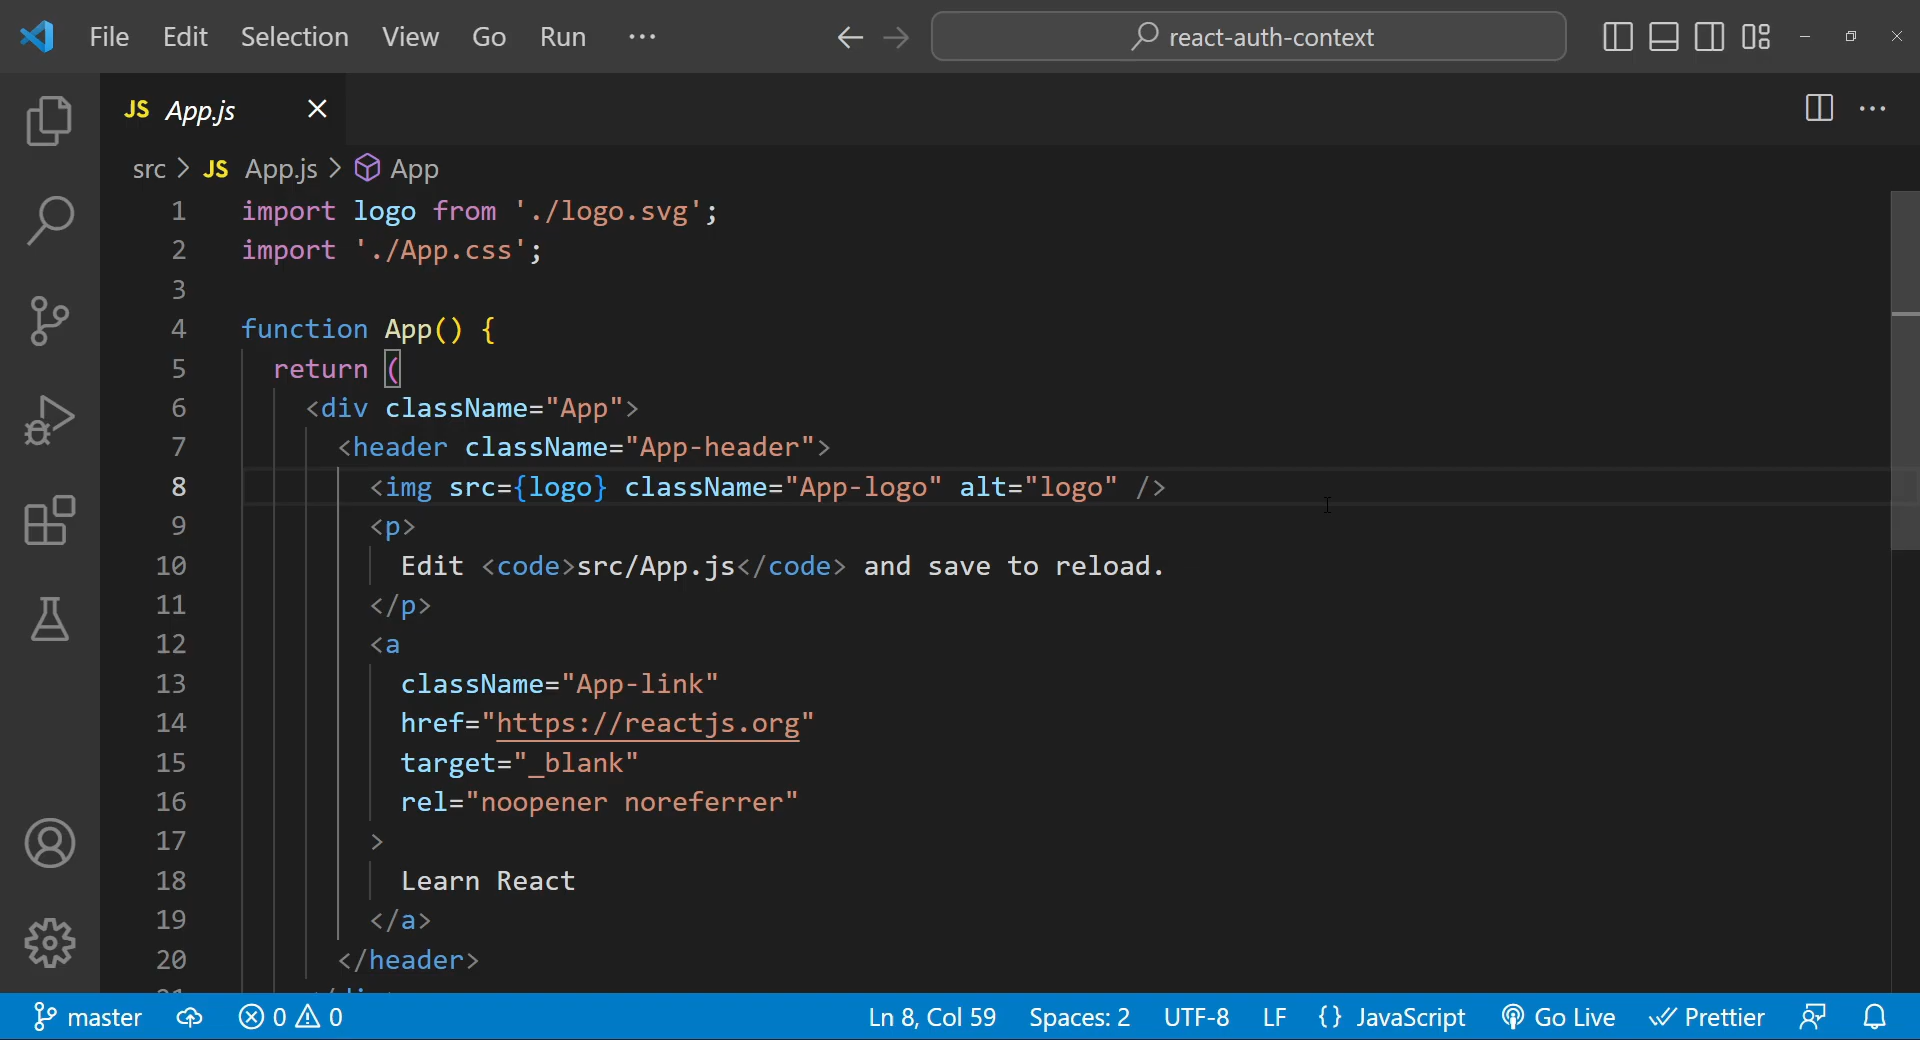 File Edit Selection View Go Run ··· react-auth-context
JS App.js
src > JS App.js > App
1 import logo from './logo.svg';
2 import './App.css';
3
4 function App() {
5 return (
6 <div className="App">
7 <header className="App-header">
8 <img src={logo} className="App-logo" alt="logo" />
9 <p>
10 Edit <code>src/App.js</code> and save to reload.
11 </p>
12 <a
13 className="App-link"
14 href="https://reactjs.org"
15 target="_blank"
16 rel="noopener noreferrer"
17 >
18 Learn React
19 </a>
20 </header>
master 0 0 Ln 8, Col 59 Spaces: 2 UTF-8 LF {} JavaScript Go Live Prettier